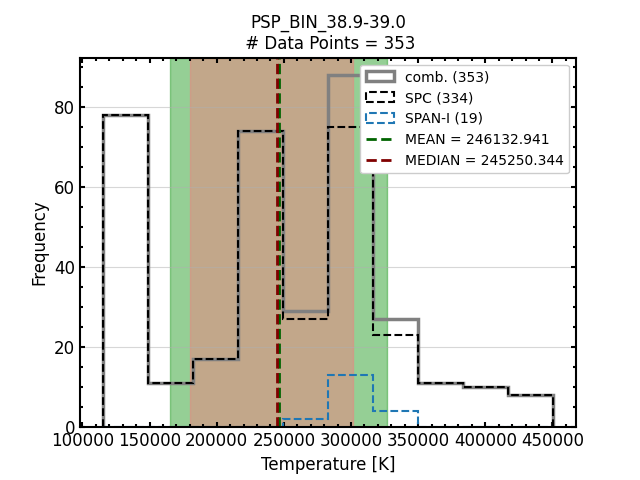 PSP_BIN_38.9-39.0
# Data Points = 353
comb. (353)
SPC (334)
SPAN-I (19)
MEAN = 246132.941
MEDIAN = 245250.344
Frequency
80
60
40
20
0
100000 150000 200000 250000 300000 350000 400000 450000
Temperature [K]